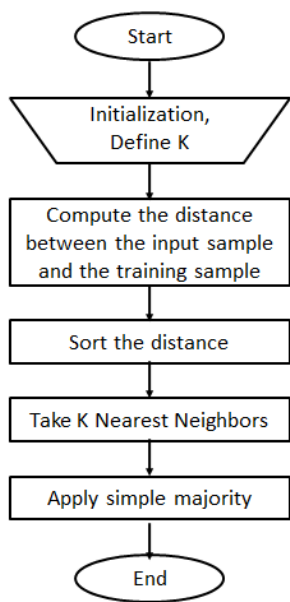 Start
Initialization,
Define K
Compute the distance
between the input sample
and the training sample
Sort the distance
Take K Nearest Neighbors
Apply simple majority
End